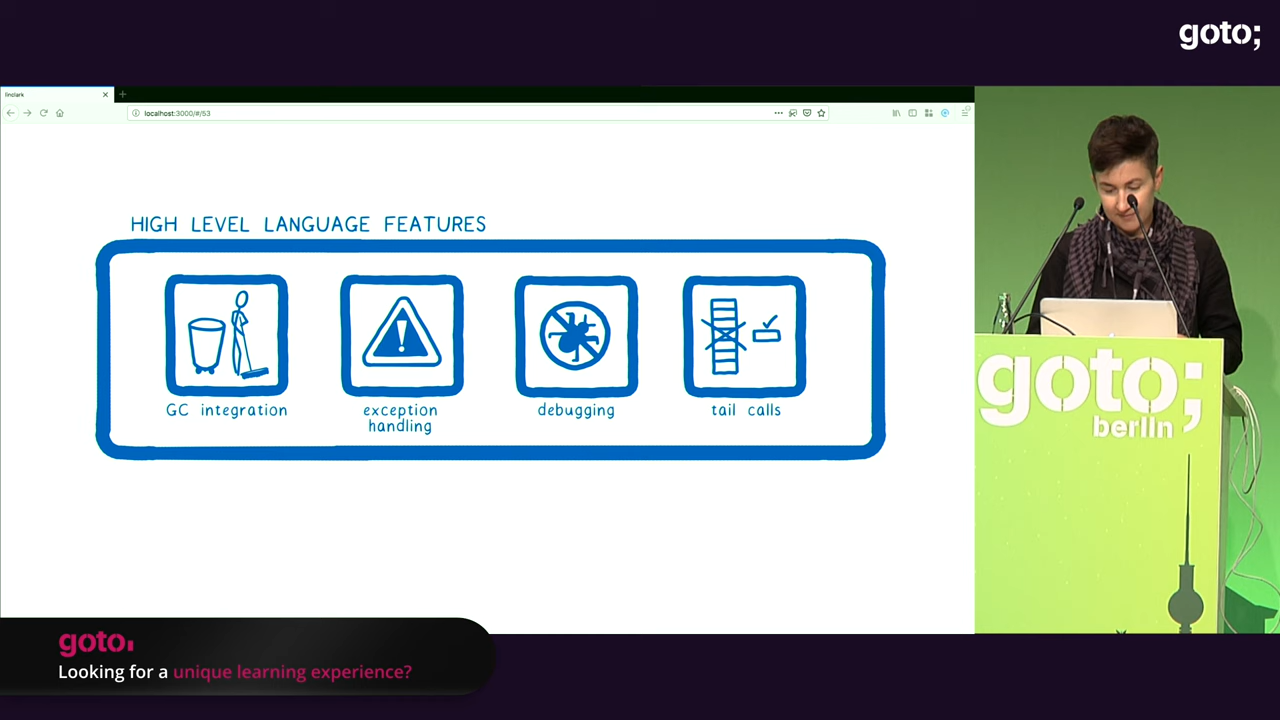 goto;
linclark
localhost:3000/#/53
HIGH LEVEL LANGUAGE FEATURES
GC integration
exception
handling
debugging
tail calls
goto;
berlin
goto;
Looking for a unique learning experience?